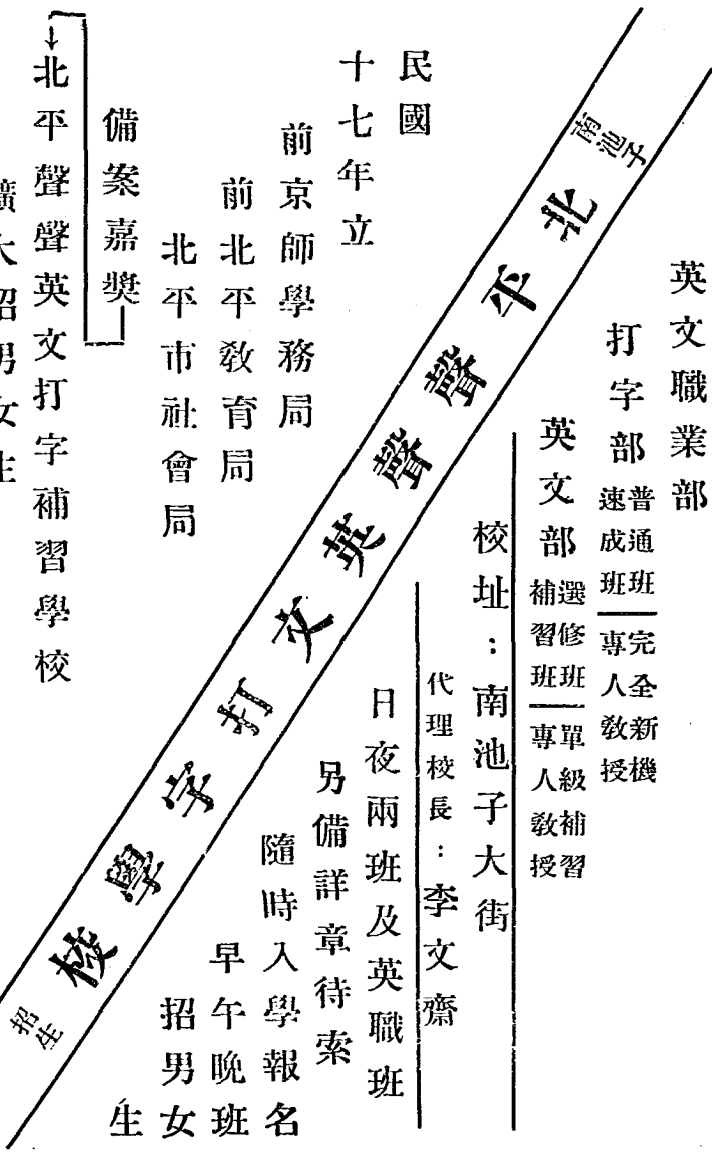 英文職業部
打字部 普通班 速成班 完全新機 專人敎授
英文部 選修班 補習班 單級補習 專人敎授
校址：南池子大街
代理校長：李文齋
日夜兩班及英職班
另備詳章待索
隨時入學報名
早午晚班
招男女
生
南池子
北平聲聲英文打字學校
招生
民國
十七年立
前京師學務局
前北平敎育局
北平市社會局
備案嘉獎
北平聲聲英文打字補習學校
廣大招男女生